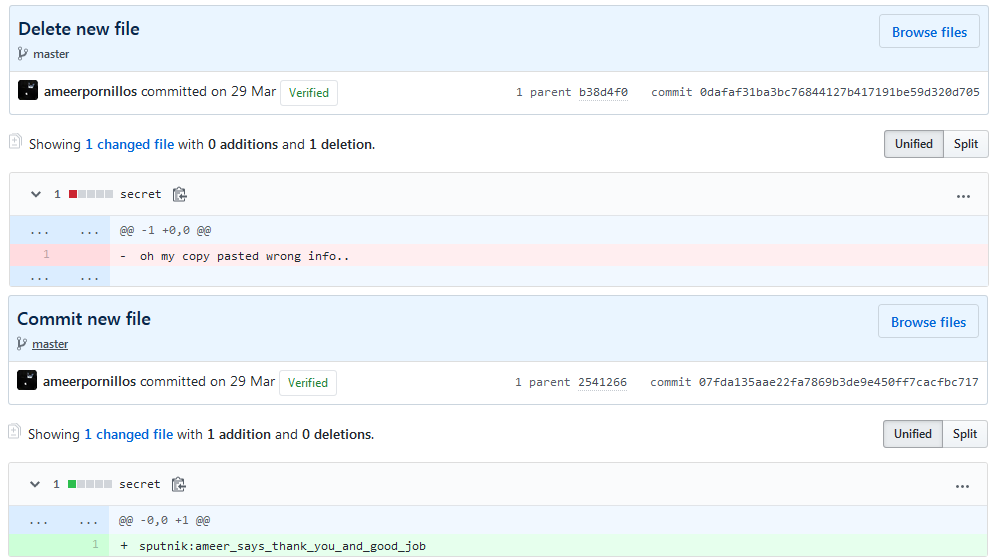 Delete new file
Browse files
master
ameerpornillos committed on 29 Mar Verified
1 parent b38d4f0 commit 0dafaf31ba3bc76844127b417191be59d320d705
Showing 1 changed file with 0 additions and 1 deletion.
Unified Split
1 secret
... ... @@ -1 +0,0 @@
1 - oh my copy pasted wrong info..
... ...
Commit new file
Browse files
master
ameerpornillos committed on 29 Mar Verified
1 parent 2541266 commit 07fda135aae22fa7869b3de9e450ff7cacfbc717
Showing 1 changed file with 1 addition and 0 deletions.
Unified Split
1 secret
... ... @@ -0,0 +1 @@
1 + sputnik:ameer_says_thank_you_and_good_job